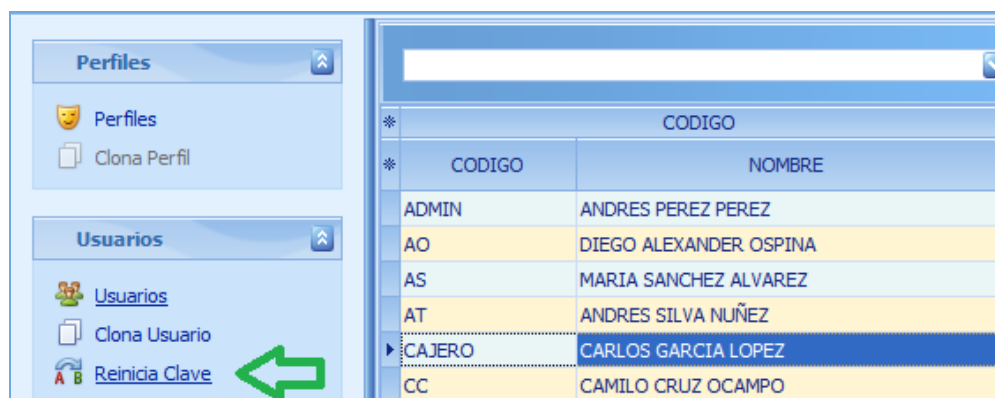 Perfiles
Perfiles
Clona Perfil
Usuarios
Usuarios
Clona Usuario
A B Reinicia Clave
CODIGO
CODIGO NOMBRE
ADMIN ANDRES PEREZ PEREZ
AO DIEGO ALEXANDER OSPINA
AS MARIA SANCHEZ ALVAREZ
AT ANDRES SILVA NUÑEZ
CAJERO CARLOS GARCIA LOPEZ
CC CAMILO CRUZ OCAMPO